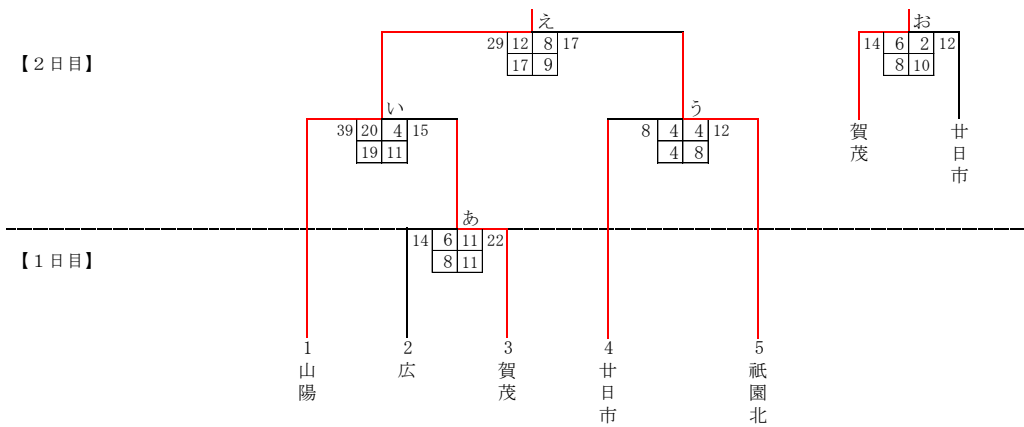 え
お
29 12 8 17
17 9
14 6 2 12
8 10
【2日目】
い
う
39 20 4 15
19 11
8 4 4 12
4 8
賀茂
廿日市
あ
14 6 11 22
8 11
【1日目】
1
2
3
4
5
山陽
広
賀茂
廿日市
祇園北